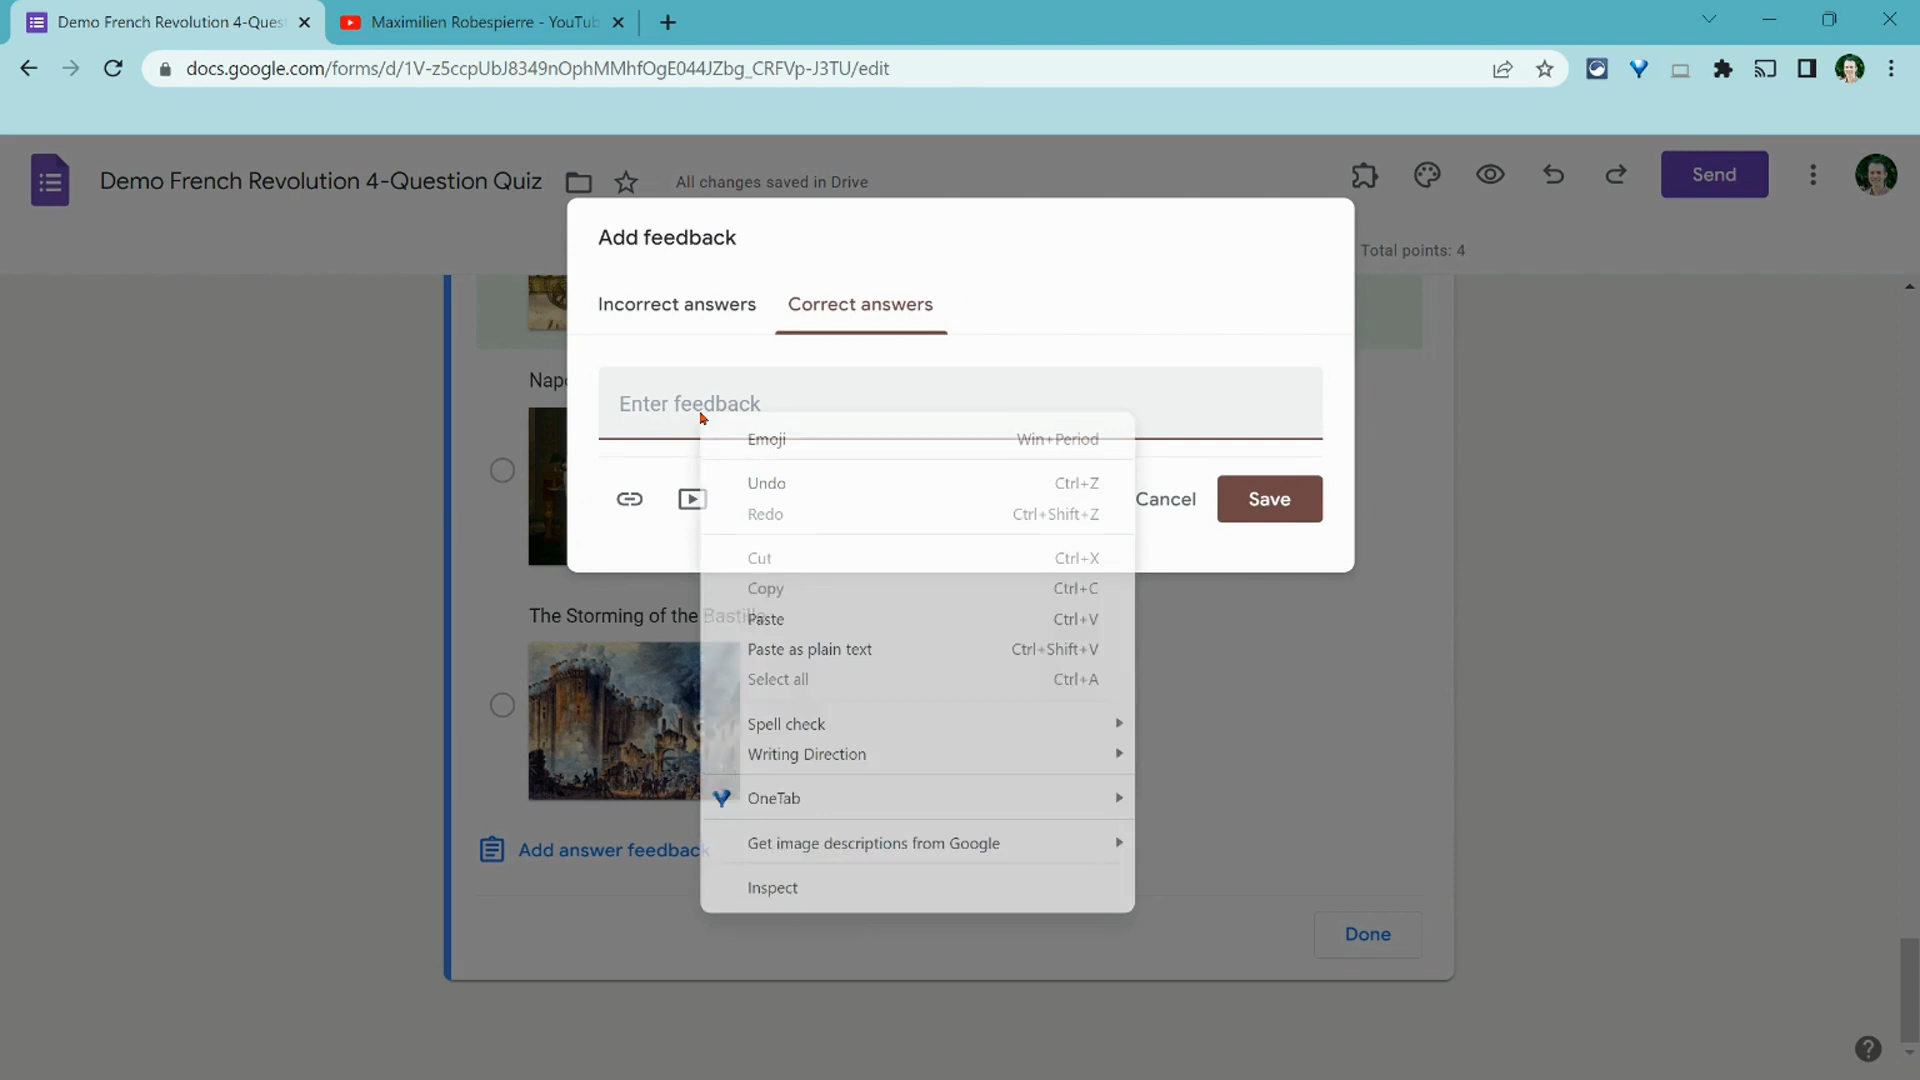 Demo French Revolution 4-Ques
Maximilien Robespierre - YouTub
docs.google.com/forms/d/1V-z5ccpUbJ8349nOphMMhfOgE044JZbg_CRFVp-J3TU/edit
Demo French Revolution 4-Question Quiz
All changes saved in Drive
Send
Total points: 4
Add feedback
Incorrect answers
Correct answers
Enter feedback
Cancel
Save
Emoji Win+Period
Undo Ctrl+Z
Redo Ctrl+Shift+Z
Cut Ctrl+X
Copy Ctrl+C
Paste Ctrl+V
Paste as plain text Ctrl+Shift+V
Select all Ctrl+A
Spell check
Writing Direction
OneTab
Get image descriptions from Google
Inspect
Napo
The Storming of the Bastille
Add answer feedback
Done